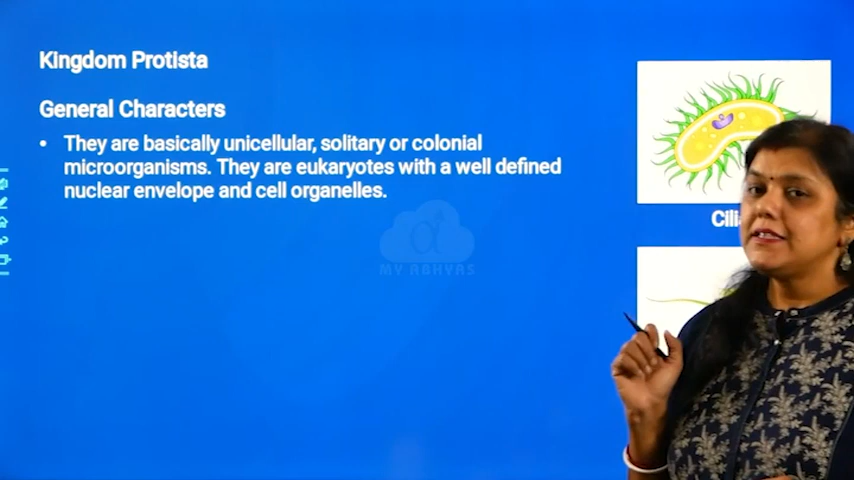 Kingdom Protista
General Characters
• They are basically unicellular, solitary or colonial
microorganisms. They are eukaryotes with a well defined
nuclear envelope and cell organelles.
MY ABHYAS